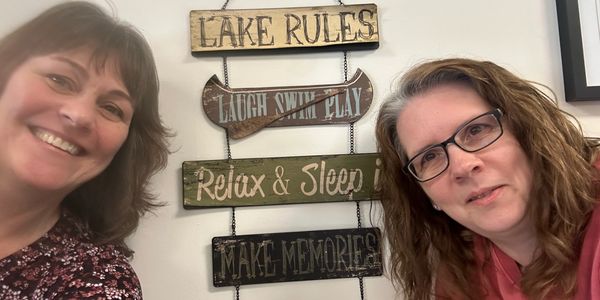 LAKE RULES
LAUGH SWIM PLAY
Relax & Sleep i
MAKE MEMORIES